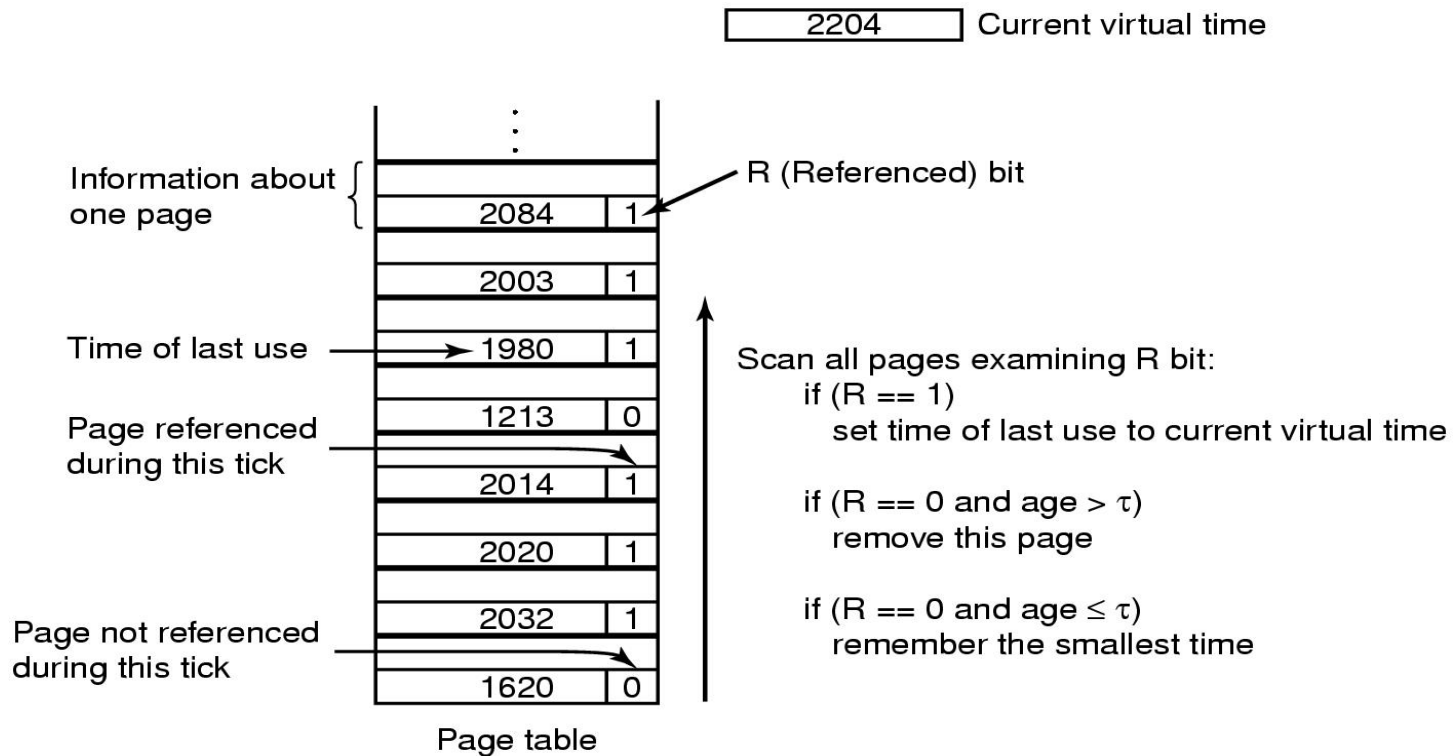 2204 Current virtual time
Information about
one page
R (Referenced) bit
2084 1
2003 1
Time of last use
1980 1
1213 0
Page referenced
during this tick
2014 1
2020 1
2032 1
Page not referenced
during this tick
1620 0
Page table
Scan all pages examining R bit:
if (R == 1)
set time of last use to current virtual time
if (R == 0 and age > τ)
remove this page
if (R == 0 and age ≤ τ)
remember the smallest time